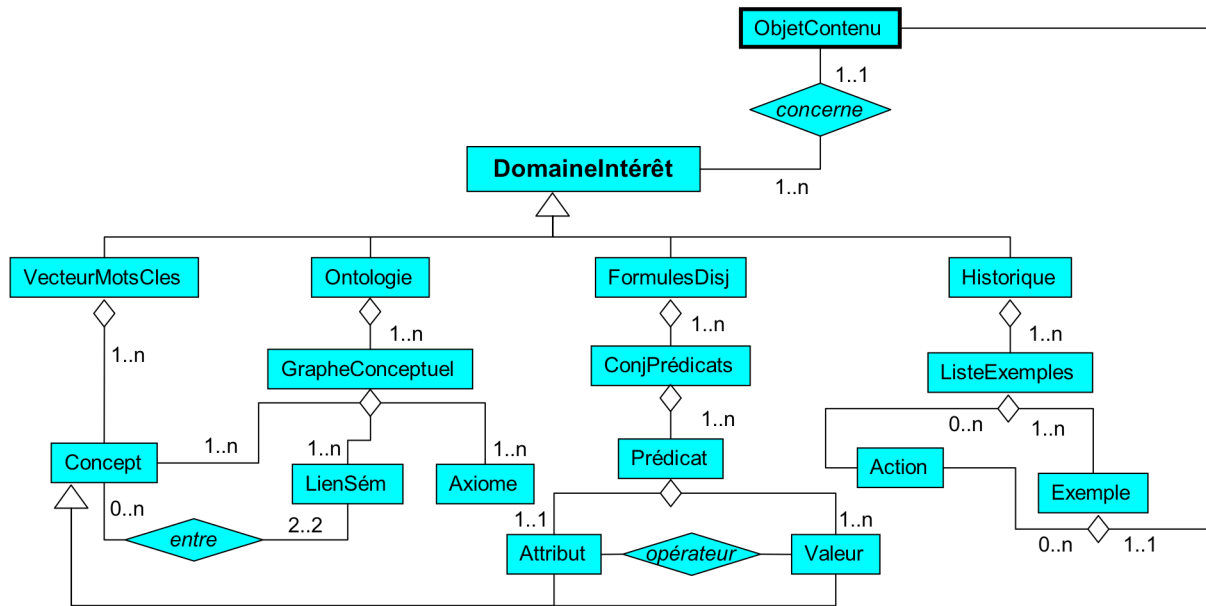 ObjetContenu
1..1
concerne
DomaineIntérêt
1..n
VecteurMotsCles
Ontologie
FormulesDisj
Historique
1..n
1..n
1..n
1..n
GrapheConceptuel
ConjPrédicats
ListeExemples
1..n
1..n
1..n
1..n
0..n
1..n
Concept
LienSém
Axiome
Prédicat
Action
Exemple
0..n
2..2
entre
1..1
1..n
0..n
1..1
Attribut
opérateur
Valeur